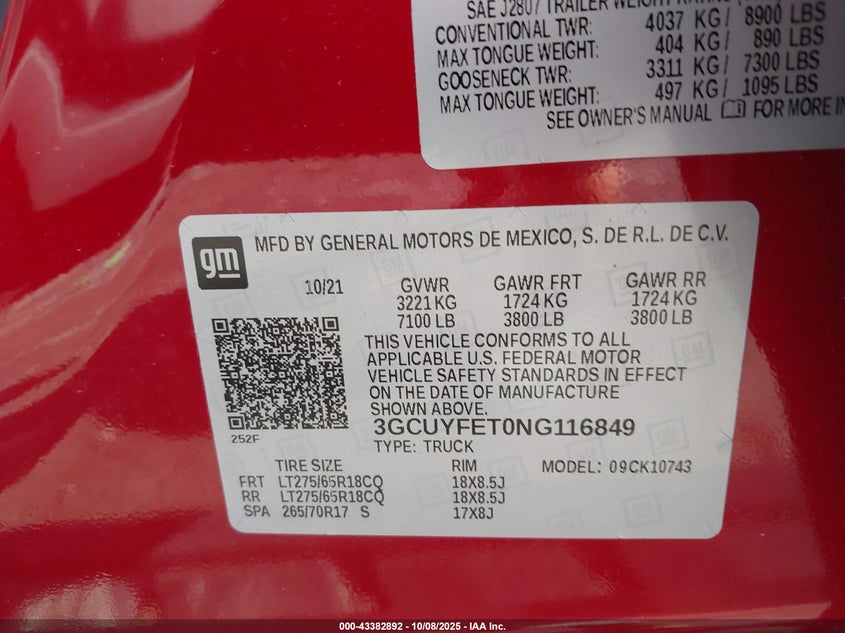 SAE J2807 TRAILER WEIGHT
CONVENTIONAL TWR: 4037 KG/ 8900 LBS
MAX TONGUE WEIGHT: 404 KG/ 890 LBS
GOOSENECK TWR: 3311 KG/ 7300 LBS
MAX TONGUE WEIGHT: 497 KG/ 1095 LBS
SEE OWNER'S MANUAL FOR MORE
gm MFD BY GENERAL MOTORS DE MEXICO, S. DE R.L. DE C.V.
10/21 GVWR GAWR FRT GAWR RR
3221 KG 1724 KG 1724 KG
7100 LB 3800 LB 3800 LB
THIS VEHICLE CONFORMS TO ALL
APPLICABLE U.S. FEDERAL MOTOR
VEHICLE SAFETY STANDARDS IN EFFECT
ON THE DATE OF MANUFACTURE
SHOWN ABOVE.
252F
3GCUYFET0NG116849
TYPE: TRUCK
TIRE SIZE RIM MODEL: 09CK10743
FRT LT275/65R18CQ 18X8.5J
RR LT275/65R18CQ 18X8.5J
SPA 265/70R17 S 17X8J
000-43382892 - 10/08/2025 - IAA Inc.